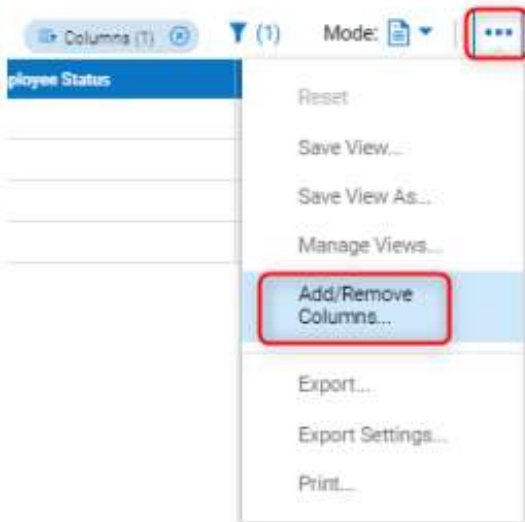 Columns (1)
(1)
Mode:
ployee Status
Reset
Save View...
Save View As...
Manage Views...
Add/Remove
Columns...
Export...
Export Settings...
Print...